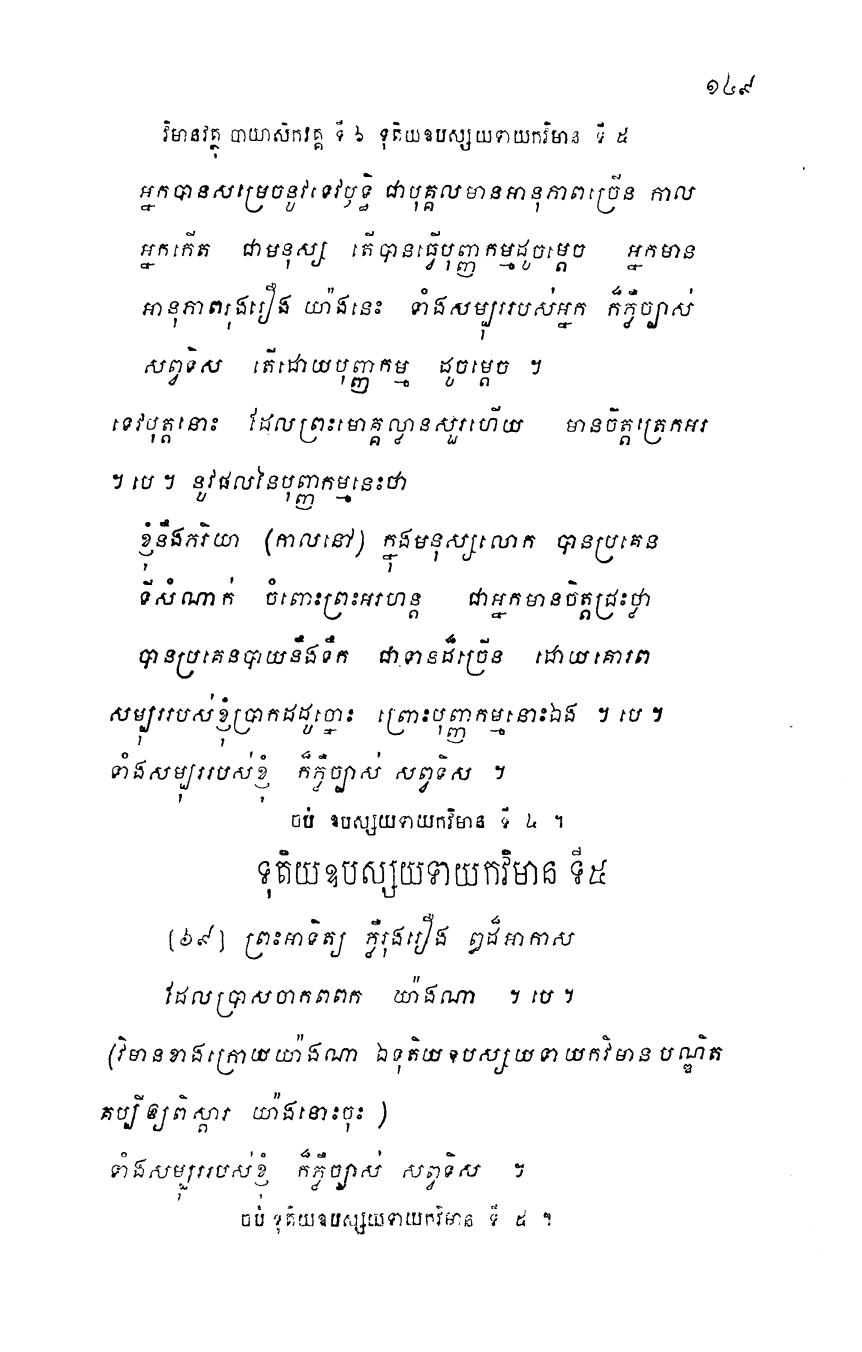 ១៤៩
វិមានវត្ថុ បាយាសិកវគ្គ ទី ៦ ទុតិយឧបស្សយទាយកវិមាន ទី ៥
អ្នកបានសម្រេចនូវទេវឫទ្ធិ ជាបុគ្គលមានអានុភាពច្រើន កាល
អ្នកកើត ជាមនុស្ស តើបានធ្វើបុញ្ញកម្មដូចម្តេច អ្នកមាន
អានុភាពរុងរឿង យ៉ាងនេះ ទាំងសម្បុររបស់អ្នក ក៏ភ្លឺច្បាស់
សព្វទិស តើដោយបុញ្ញកម្ម ដូចម្តេច ។
ទេវបុត្តនោះ ដែលព្រះមោគ្គល្លានសួរហើយ មានចិត្តត្រេកអរ
។ បេ ។ នូវផលនៃបុញ្ញកម្មនេះថា
ខ្ញុំនឹងភរិយា (កាលនៅ) ក្នុងមនុស្សលោក បានប្រគេន
ទីសំណាក់ ចំពោះព្រះអរហន្ត ជាអ្នកមានចិត្តជ្រះថ្លា
បានប្រគេនបាយនឹងទឹក ជាទានដ៏ច្រើន ដោយគោរព
សម្បុររបស់ខ្ញុំប្រាកដដូច្នោះ ព្រោះបុញ្ញកម្មនោះឯង ។ បេ ។
ទាំងសម្បុររបស់ខ្ញុំ ក៏ភ្លឺច្បាស់ សព្វទិស ។
ចប់ ឧបស្សយទាយកវិមាន ទី ៤ ។
ទុតិយឧបស្សយទាយកវិមាន ទី៥
(៦៩) ព្រះអាទិត្យ ភ្លឺរុងរឿង ឰដ៏អាកាស
ដែលប្រាសចាកពពក យ៉ាងណា ។ បេ ។
(វិមានខាងក្រោយយ៉ាងណា ឯទុតិយឧបស្សយទាយកវិមានបណ្ឌិត
គប្បីឲ្យពិស្តារ យ៉ាងនោះចុះ )
ទាំងសម្បុររបស់ខ្ញុំ ក៏ភ្លឺច្បាស់ សព្វទិស ។
ចប់ ទុតិយឧបស្សយទាយកវិមាន ទី ៥ ។